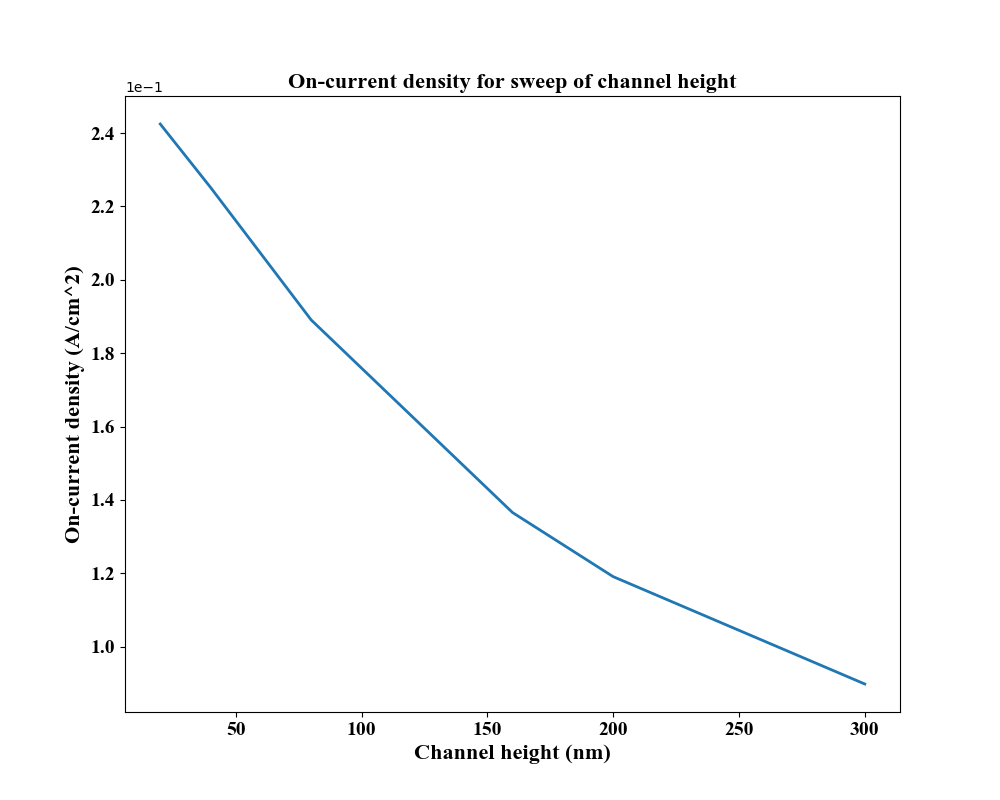 On-current density for sweep of channel height
1e−1
2.4
2.2
2.0
1.8
1.6
1.4
1.2
1.0
On-current density (A/cm^2)
50 100 150 200 250 300
Channel height (nm)